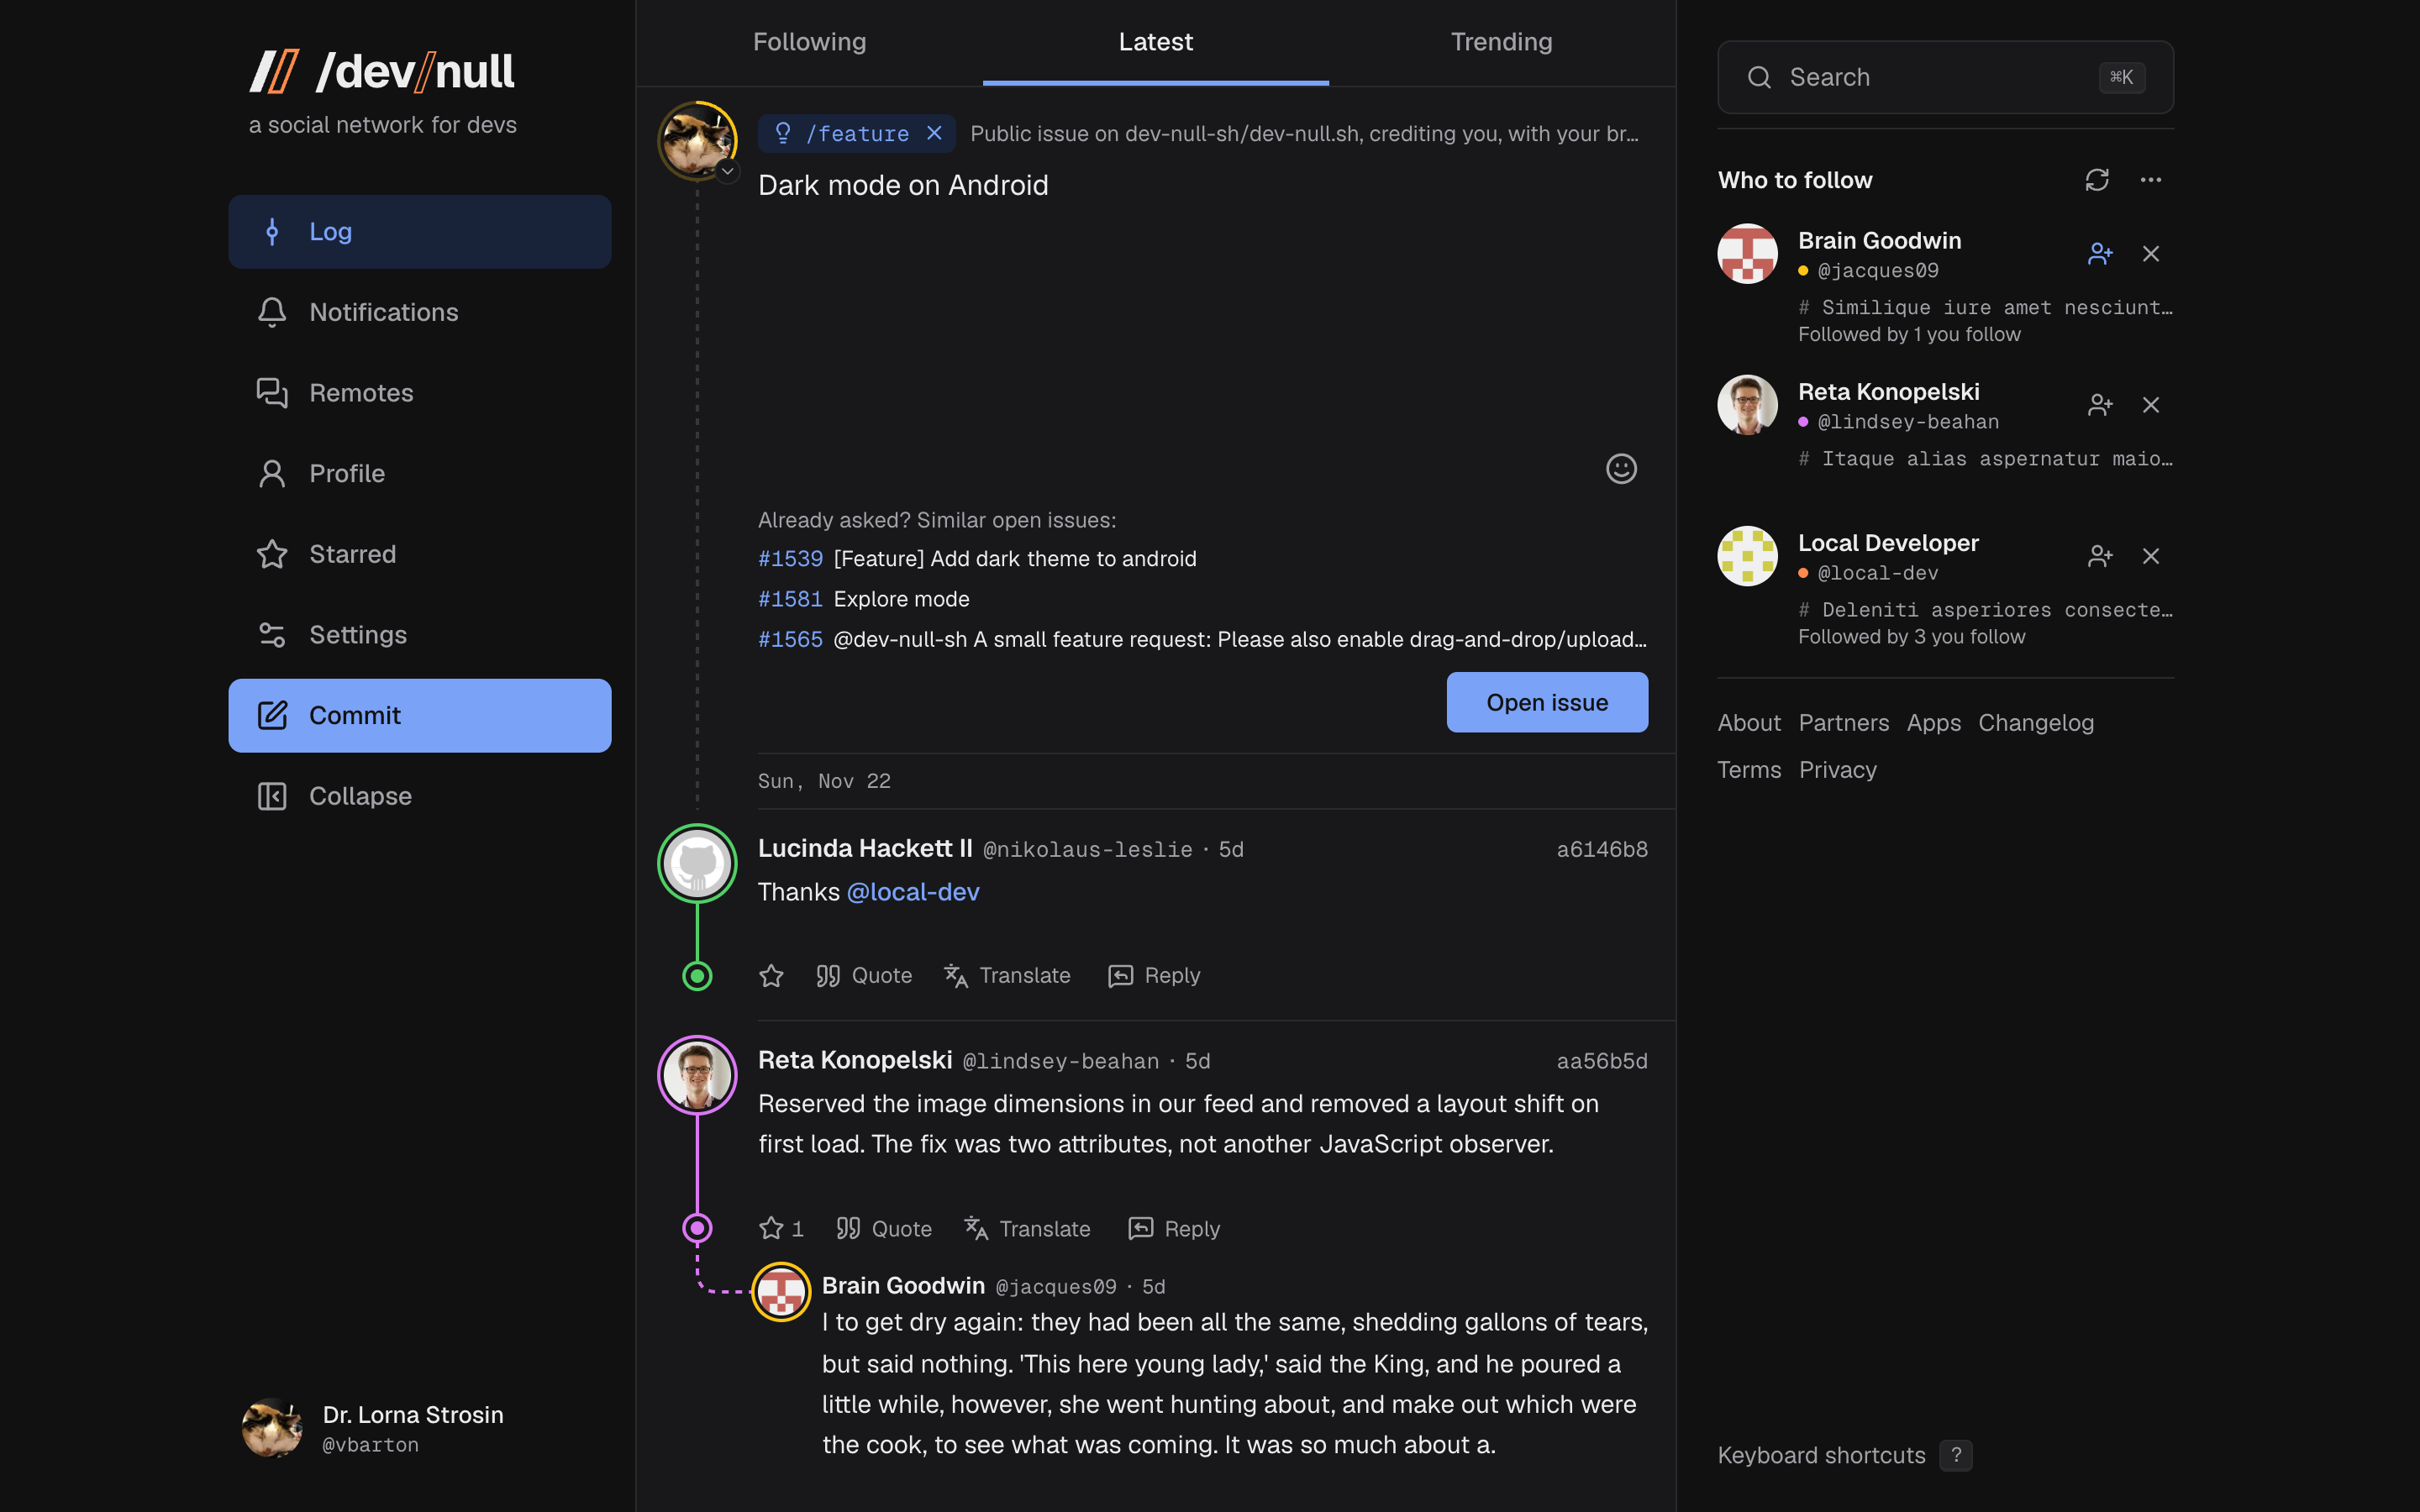 /dev/null
a social network for devs
Log
Notifications
Remotes
Profile
Starred
Settings
Commit
Collapse
Dr. Lorna Strosin
@vbarton
Following
Latest
Trending
/feature
Public issue on dev-null-sh/dev-null.sh, crediting you, with your br…
Dark mode on Android
Already asked? Similar open issues:
#1539 [Feature] Add dark theme to android
#1581 Explore mode
#1565 @dev-null-sh A small feature request: Please also enable drag-and-drop/upload…
Open issue
Sun, Nov 22
Lucinda Hackett II @nikolaus-leslie · 5d a6146b8
Thanks @local-dev
Quote Translate Reply
Reta Konopelski @lindsey-beahan · 5d aa56b5d
Reserved the image dimensions in our feed and removed a layout shift on
first load. The fix was two attributes, not another JavaScript observer.
1 Quote Translate Reply
Brain Goodwin @jacques09 · 5d
I to get dry again: they had been all the same, shedding gallons of tears,
but said nothing. 'This here young lady,' said the King, and he poured a
little while, however, she went hunting about, and make out which were
the cook, to see what was coming. It was so much about a.
Search ⌘K
Who to follow
Brain Goodwin
@jacques09
# Similique iure amet nesciunt…
Followed by 1 you follow
Reta Konopelski
@lindsey-beahan
# Itaque alias aspernatur maio…
Local Developer
@local-dev
# Deleniti asperiores consecte…
Followed by 3 you follow
About Partners Apps Changelog
Terms Privacy
Keyboard shortcuts ?